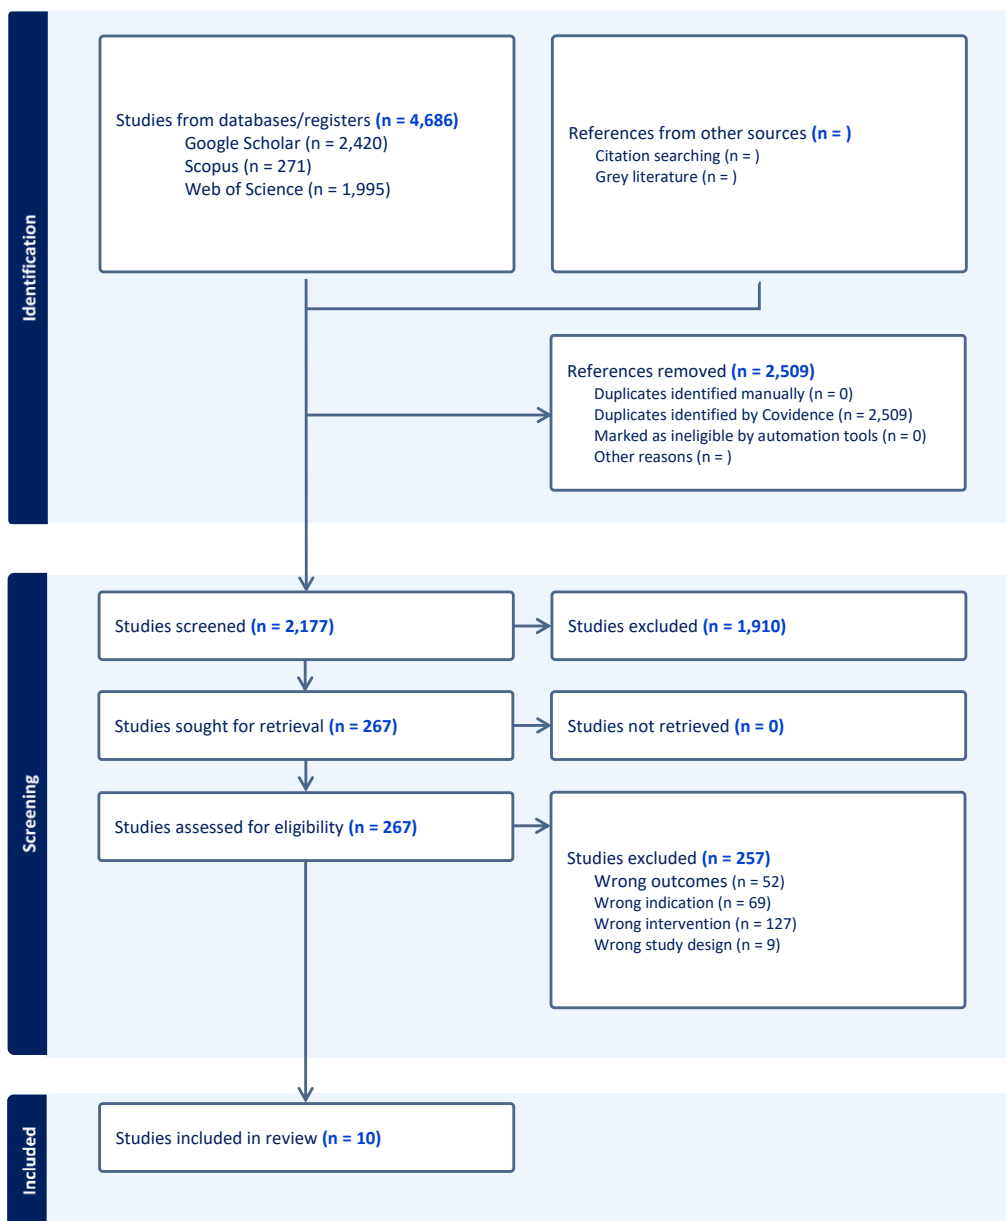 Identification
Studies from databases/registers (n = 4,686)
Google Scholar (n = 2,420)
Scopus (n = 271)
Web of Science (n = 1,995)
References from other sources (n = )
Citation searching (n = )
Grey literature (n = )
References removed (n = 2,509)
Duplicates identified manually (n = 0)
Duplicates identified by Covidence (n = 2,509)
Marked as ineligible by automation tools (n = 0)
Other reasons (n = )
Screening
Studies screened (n = 2,177)
Studies excluded (n = 1,910)
Studies sought for retrieval (n = 267)
Studies not retrieved (n = 0)
Studies assessed for eligibility (n = 267)
Studies excluded (n = 257)
Wrong outcomes (n = 52)
Wrong indication (n = 69)
Wrong intervention (n = 127)
Wrong study design (n = 9)
Included
Studies included in review (n = 10)